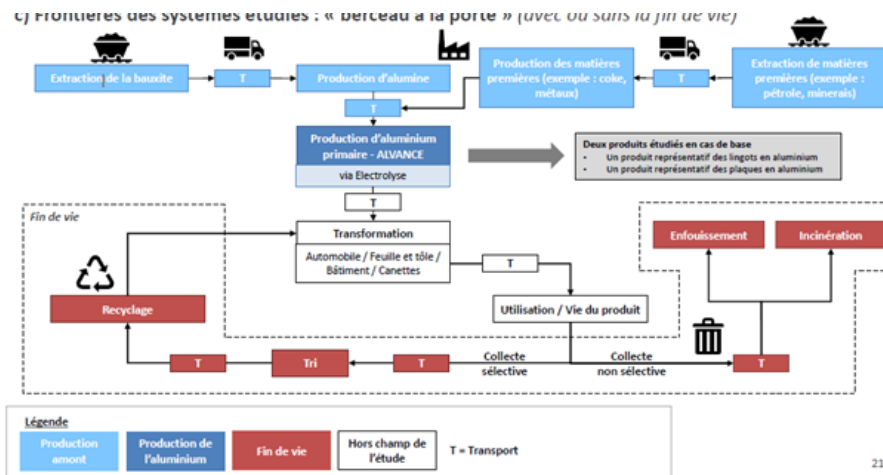 c) Frontières des systèmes étudiés : « berceau à la porte » (avec ou sans la fin de vie)
Extraction de la bauxite
T
Production d'alumine
Production des matières
premières (exemple : coke,
métaux)
T
Extraction de matières
premières (exemple :
pétrole, minerais)
T
Production d'aluminium
primaire - ALVANCE
via Electrolyse
Deux produits étudiés en cas de base
• Un produit représentatif des lingots en aluminium
• Un produit représentatif des plaques en aluminium
T
Fin de vie
Transformation
Automobile / Feuille et tôle /
Bâtiment / Canettes
T
Enfouissement
Incinération
Recyclage
Utilisation / Vie du produit
T
Tri
T
Collecte
sélective
Collecte
non sélective
T
Légende
Production
amont
Production de
l'aluminium
Fin de vie
Hors champ de
l'étude
T = Transport
21